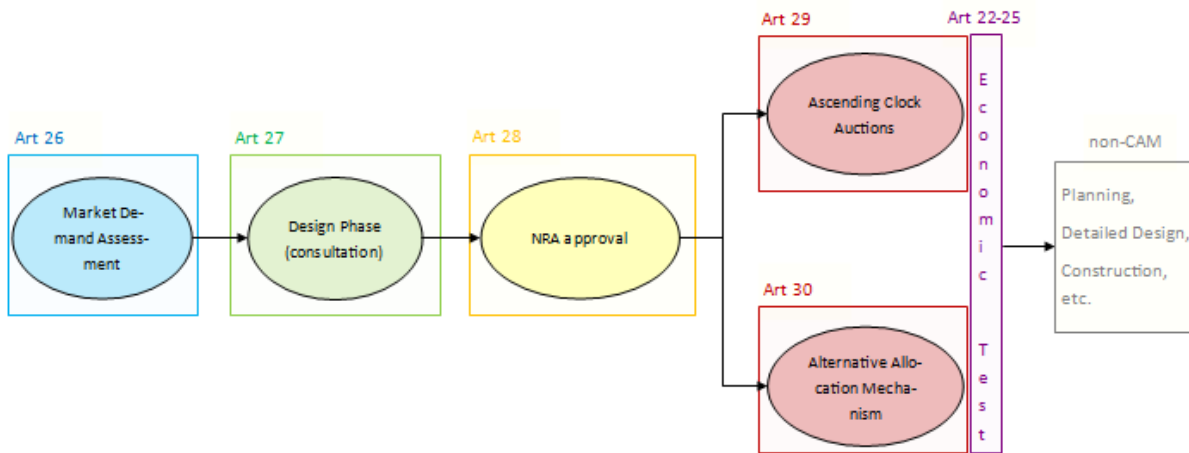 Art 26
Market De-
mand Assess-
ment
Art 27
Design Phase
(consultation)
Art 28
NRA approval
Art 29
Ascending Clock
Auctions
Art 30
Alternative Allo-
cation Mecha-
nism
Art 22-25
E
c
o
n
o
m
i
c
T
e
s
t
non-CAM
Planning,
Detailed Design,
Construction,
etc.